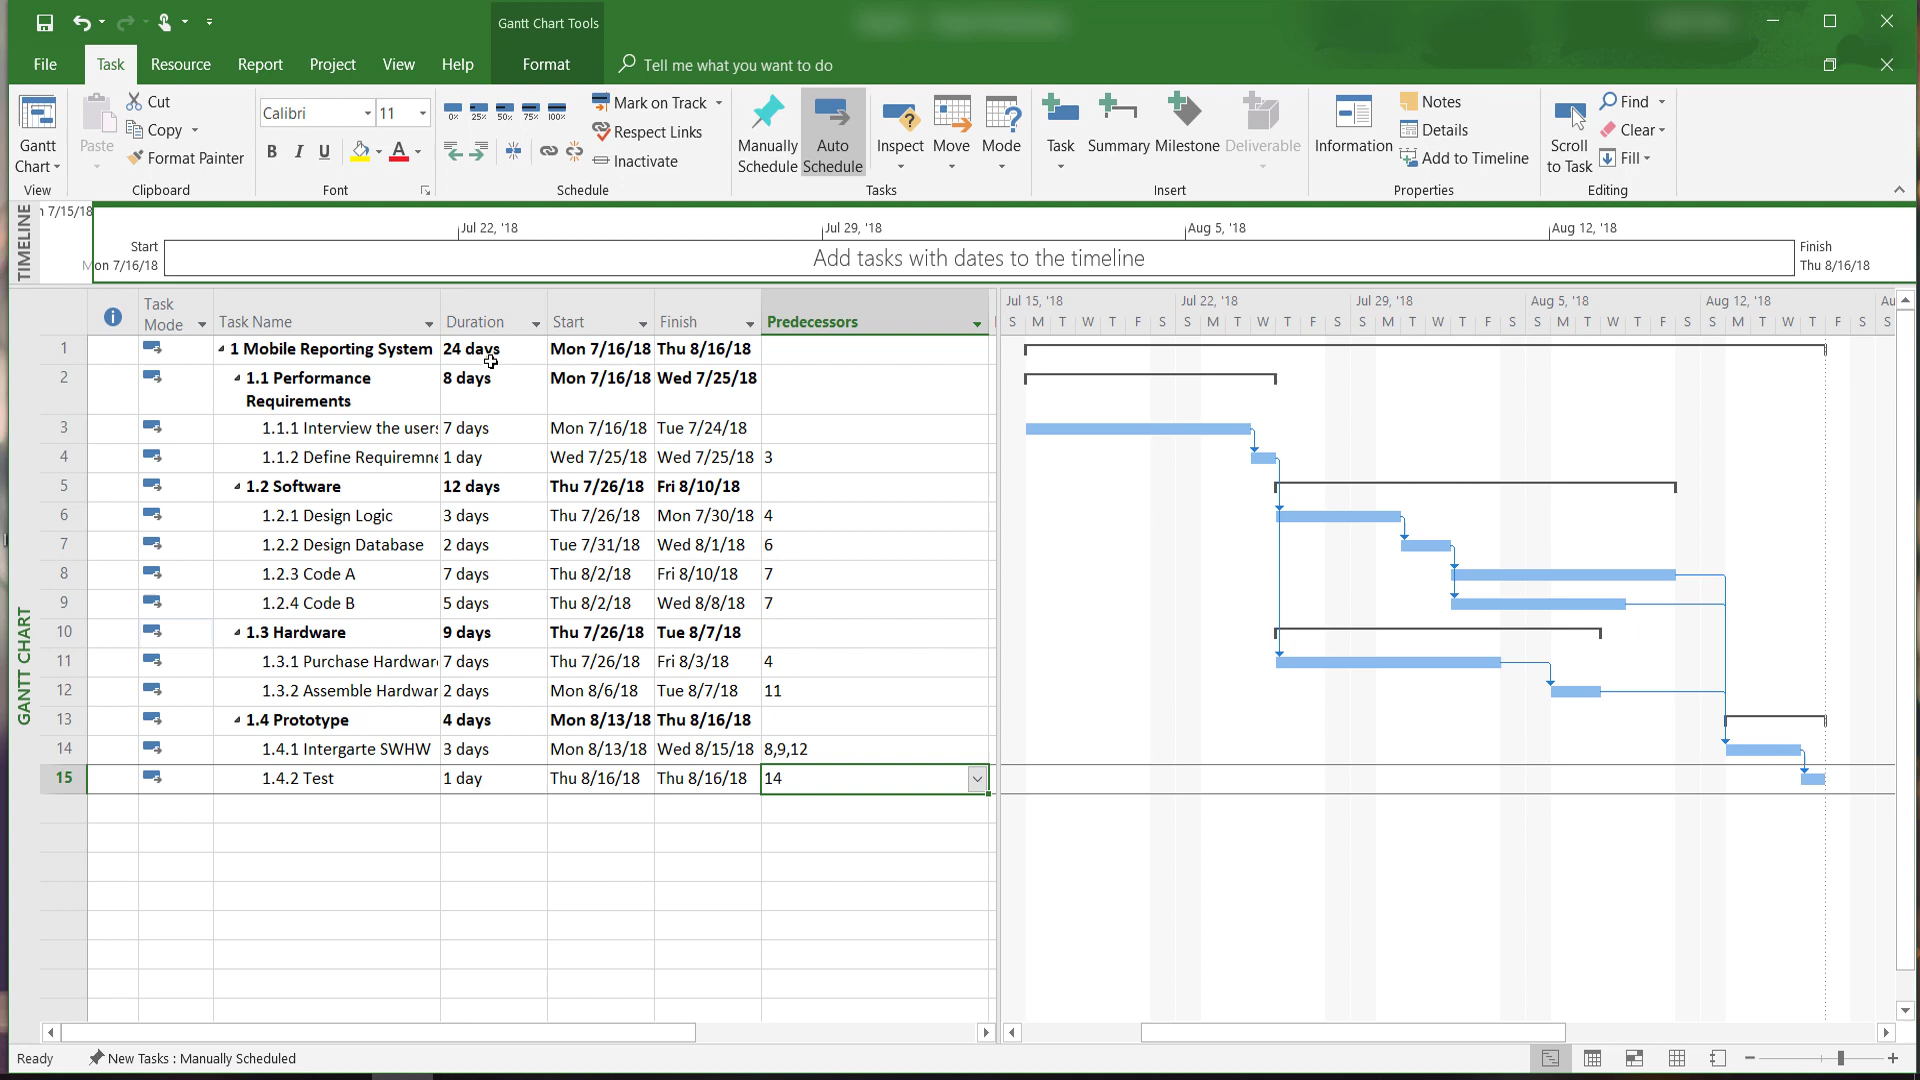 Gantt Chart Tools
File Task Resource Report Project View Help Format Tell me what you want to do
Gantt Chart
View
Paste
Cut
Copy
Format Painter
Clipboard
Calibri 11
B I U A
Font
0% 25% 50% 75% 100%
Mark on Track
Respect Links
Inactivate
Schedule
Manually Schedule
Auto Schedule
Inspect
Move
Mode
Tasks
Task
Summary
Milestone
Deliverable
Insert
Information
Notes
Details
Add to Timeline
Properties
Scroll to Task
Find
Clear
Fill
Editing
TIMELINE
7/15/18
Jul 22, '18 Jul 29, '18 Aug 5, '18 Aug 12, '18
Start
Mon 7/16/18
Add tasks with dates to the timeline
Finish
Thu 8/16/18
GANTT CHART
Task Mode Task Name Duration Start Finish Predecessors
1 1 Mobile Reporting System 24 days Mon 7/16/18 Thu 8/16/18
2 1.1 Performance Requirements 8 days Mon 7/16/18 Wed 7/25/18
3 1.1.1 Interview the users 7 days Mon 7/16/18 Tue 7/24/18
4 1.1.2 Define Requiremne 1 day Wed 7/25/18 Wed 7/25/18 3
5 1.2 Software 12 days Thu 7/26/18 Fri 8/10/18
6 1.2.1 Design Logic 3 days Thu 7/26/18 Mon 7/30/18 4
7 1.2.2 Design Database 2 days Tue 7/31/18 Wed 8/1/18 6
8 1.2.3 Code A 7 days Thu 8/2/18 Fri 8/10/18 7
9 1.2.4 Code B 5 days Thu 8/2/18 Wed 8/8/18 7
10 1.3 Hardware 9 days Thu 7/26/18 Tue 8/7/18
11 1.3.1 Purchase Hardwar 7 days Thu 7/26/18 Fri 8/3/18 4
12 1.3.2 Assemble Hardwar 2 days Mon 8/6/18 Tue 8/7/18 11
13 1.4 Prototype 4 days Mon 8/13/18 Thu 8/16/18
14 1.4.1 Intergarte SWHW 3 days Mon 8/13/18 Wed 8/15/18 8,9,12
15 1.4.2 Test 1 day Thu 8/16/18 Thu 8/16/18 14
Jul 15, '18 Jul 22, '18 Jul 29, '18 Aug 5, '18 Aug 12, '18 Au
S M T W T F S S M T W T F S S M T W T F S S M T W T F S S M T W T F S S
Ready New Tasks : Manually Scheduled